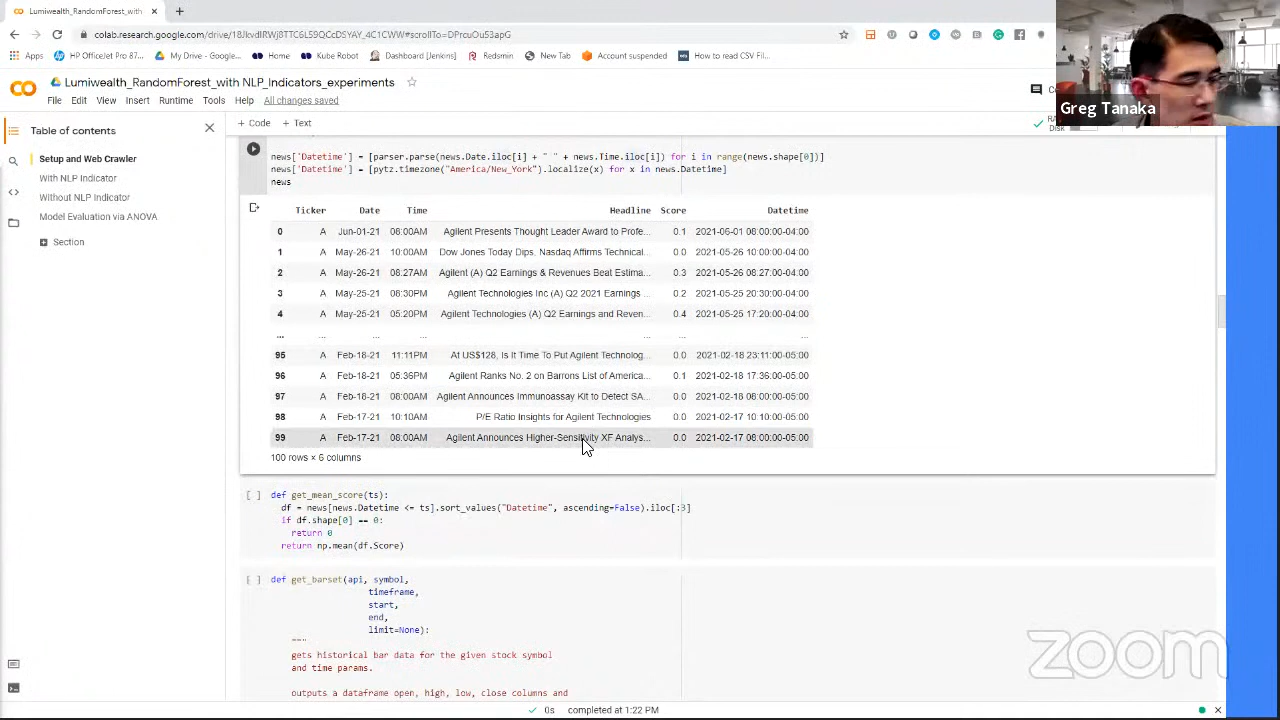 Lumiwealth_RandomForest_with
colab.research.google.com/drive/
Apps
HP OfficeJet Pro 87
My Drive - Google...
Home
Kube Robot
Dashboard [Jenkins]
Redsmin
New Tab
Account suspended
How to read CSV Fil...
Greg Tanaka
Lumiwealth_RandomForest_with NLP_Indicators_experiments
File Edit View Insert Runtime Tools Help All changes saved
Table of contents
+ Code + Text
Disk
Setup and Web Crawler
With NLP Indicator
Without NLP Indicator
Model Evaluation via ANOVA
Section
news['Datetime'] = [parser.parse(news.Date.iloc[i] + " " + news.Time.iloc[i]) for i in range(news.shape[0])]
news['Datetime'] = [pytz.timezone("America/New_York").localize(x) for x in news.Datetime]
news
Ticker Date Time Headline Score Datetime
0 A Jun-01-21 08:00AM Agilent Presents Thought Leader Award to Profe... 0.1 2021-06-01 08:00:00-04:00
1 A May-26-21 10:00AM Dow Jones Today Dips, Nasdaq Affirms Technical... 0.0 2021-05-26 10:00:00-04:00
2 A May-26-21 08:27AM Agilent (A) Q2 Earnings & Revenues Beat Estima... 0.3 2021-05-26 08:27:00-04:00
3 A May-25-21 08:30PM Agilent Technologies Inc (A) Q2 2021 Earnings ... 0.2 2021-05-25 20:30:00-04:00
4 A May-25-21 05:20PM Agilent Technologies (A) Q2 Earnings and Reven... 0.4 2021-05-25 17:20:00-04:00
... ... ... ... ... ...
95 A Feb-18-21 11:11PM At US$128, Is It Time To Put Agilent Technolog... 0.0 2021-02-18 23:11:00-05:00
96 A Feb-18-21 05:36PM Agilent Ranks No. 2 on Barrons List of America... 0.1 2021-02-18 17:36:00-05:00
97 A Feb-18-21 08:00AM Agilent Announces Immunoassay Kit to Detect SA... 0.0 2021-02-18 08:00:00-05:00
98 A Feb-17-21 10:10AM P/E Ratio Insights for Agilent Technologies 0.0 2021-02-17 10:10:00-05:00
99 A Feb-17-21 08:00AM Agilent Announces Higher-Sensitivity XF Analys... 0.0 2021-02-17 08:00:00-05:00
100 rows × 6 columns
[ ] def get_mean_score(ts):
df = news[news.Datetime <= ts].sort_values("Datetime", ascending=False).iloc[:3]
if df.shape[0] == 0:
return 0
return np.mean(df.Score)
[ ] def get_barset(api, symbol,
timeframe,
start,
end,
limit=None):
"""
gets historical bar data for the given stock symbol
and time params.
outputs a dataframe open, high, low, close columns and
zoom
0s completed at 1:22 PM